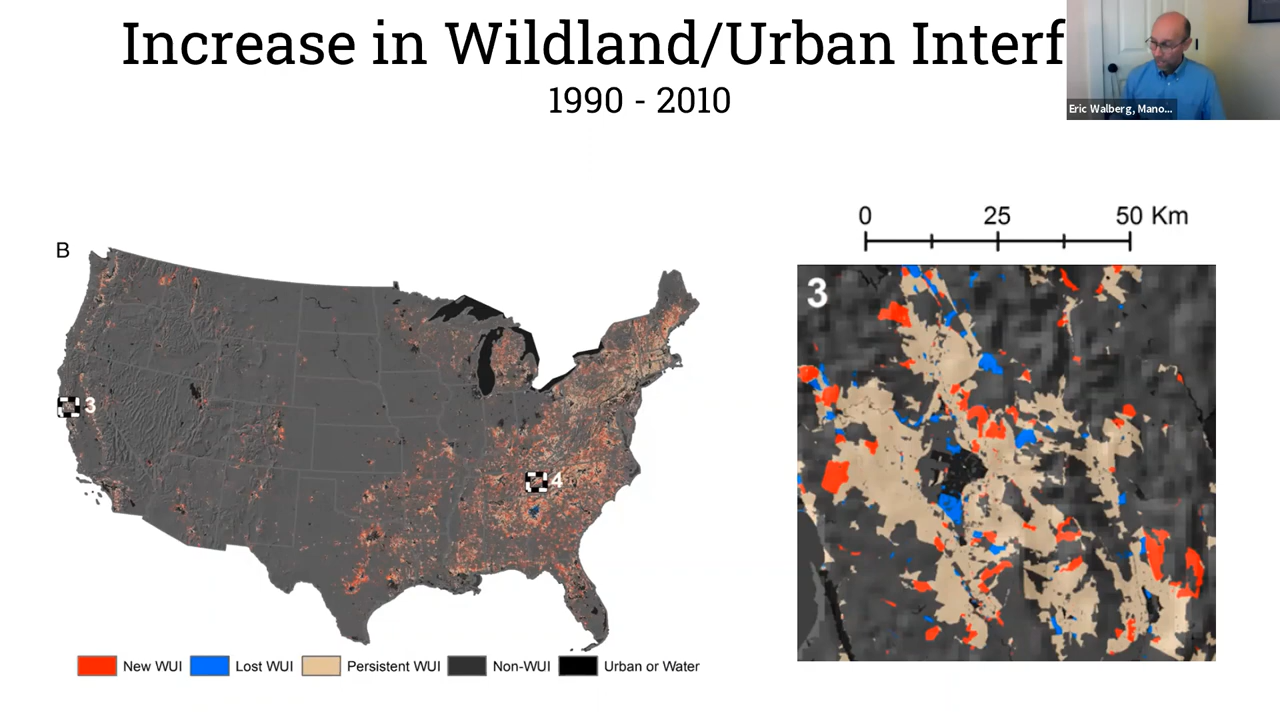 Increase in Wildland/Urban Interf
1990 - 2010
Eric Walberg, Mano...
0 25 50 Km
B
3
3
4
New WUI Lost WUI Persistent WUI Non-WUI Urban or Water